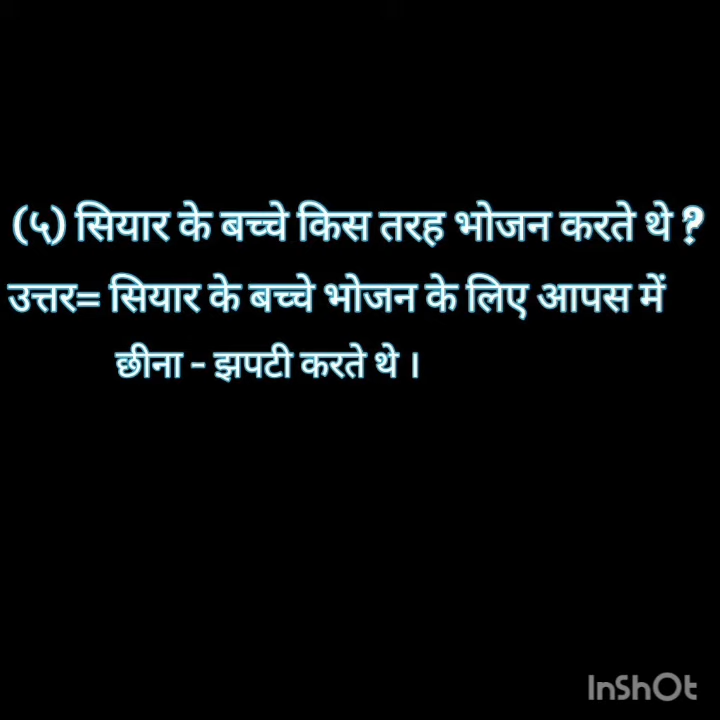 (५) सियार के बच्चे किस तरह भोजन करते थे ?
उत्तर= सियार के बच्चे भोजन के लिए आपस में
छीना - झपटी करते थे ।
InShOt